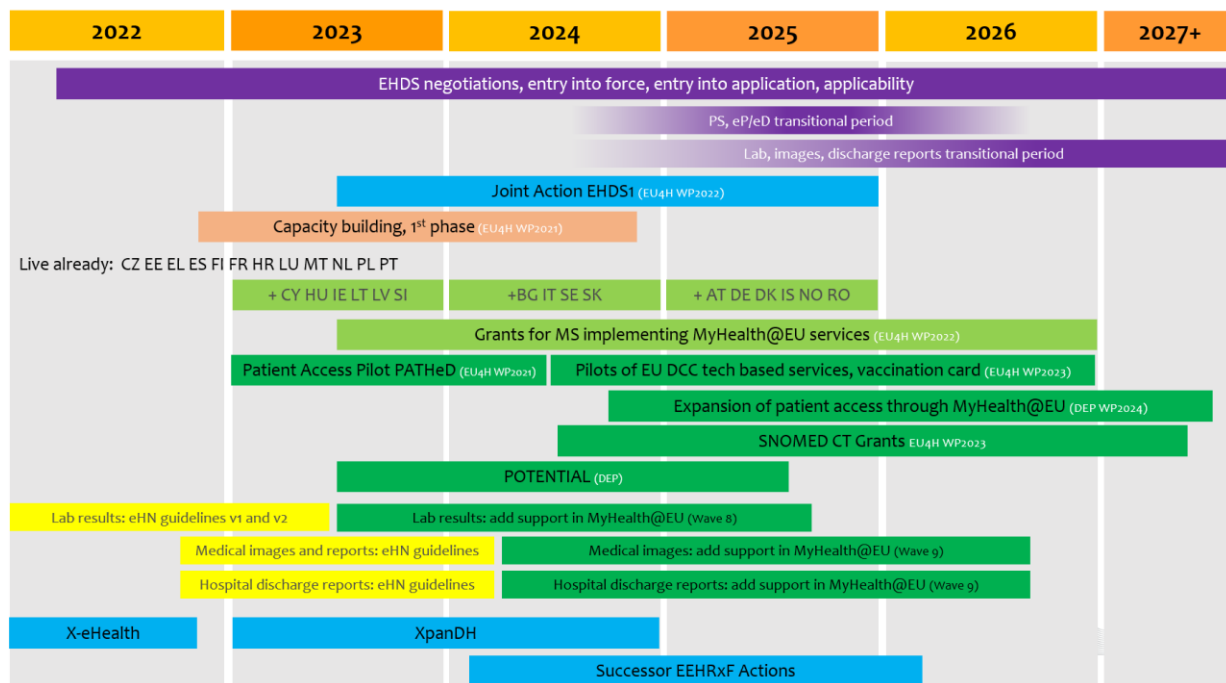 2022 2023 2024 2025 2026 2027+
EHDS negotiations, entry into force, entry into application, applicability
PS, eP/eD transitional period
Lab, images, discharge reports transitional period
Joint Action EHDS1 (EU4H WP2022)
Capacity building, 1st phase (EU4H WP2021)
Live already: CZ EE EL ES FI FR HR LU MT NL PL PT
+ CY HU IE LT LV SI +BG IT SE SK + AT DE DK IS NO RO
Grants for MS implementing MyHealth@EU services (EU4H WP2022)
Patient Access Pilot PATHeD (EU4H WP2021) Pilots of EU DCC tech based services, vaccination card (EU4H WP2023)
Expansion of patient access through MyHealth@EU (DEP WP2024)
SNOMED CT Grants EU4H WP2023
POTENTIAL (DEP)
Lab results: eHN guidelines v1 and v2 Lab results: add support in MyHealth@EU (Wave 8)
Medical images and reports: eHN guidelines Medical images: add support in MyHealth@EU (Wave 9)
Hospital discharge reports: eHN guidelines Hospital discharge reports: add support in MyHealth@EU (Wave 9)
X-eHealth XpanDH
Successor EEHRxF Actions